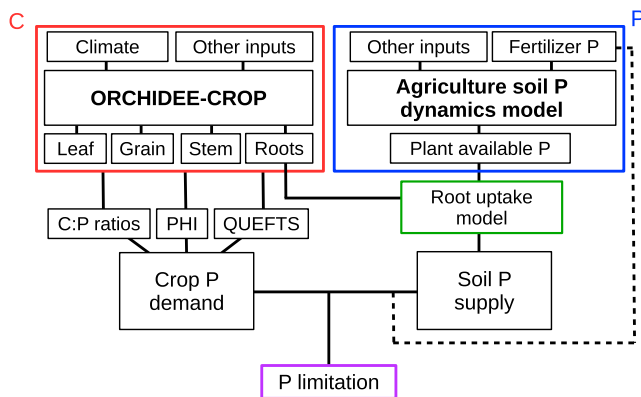 C
P
Climate
Other inputs
Other inputs
Fertilizer P
ORCHIDEE-CROP
Agriculture soil P
dynamics model
Leaf
Grain
Stem
Roots
Plant available P
Root uptake
model
C:P ratios
PHI
QUEFTS
Crop P
demand
Soil P
supply
P limitation